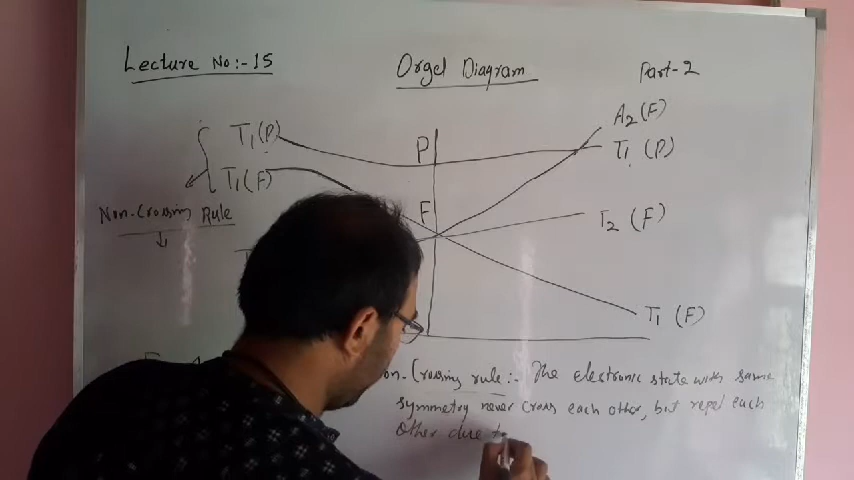 Lecture No:- 15
Orgel Diagram
Part-2
A2(F)
T1(P)
P
T1 (P)
T1(F)
Non-Crossing Rule
F
T2 (F)
T1 (F)
on-Crossing rule:- The electronic state with same
symmetry never cross each other, but repel each
other due